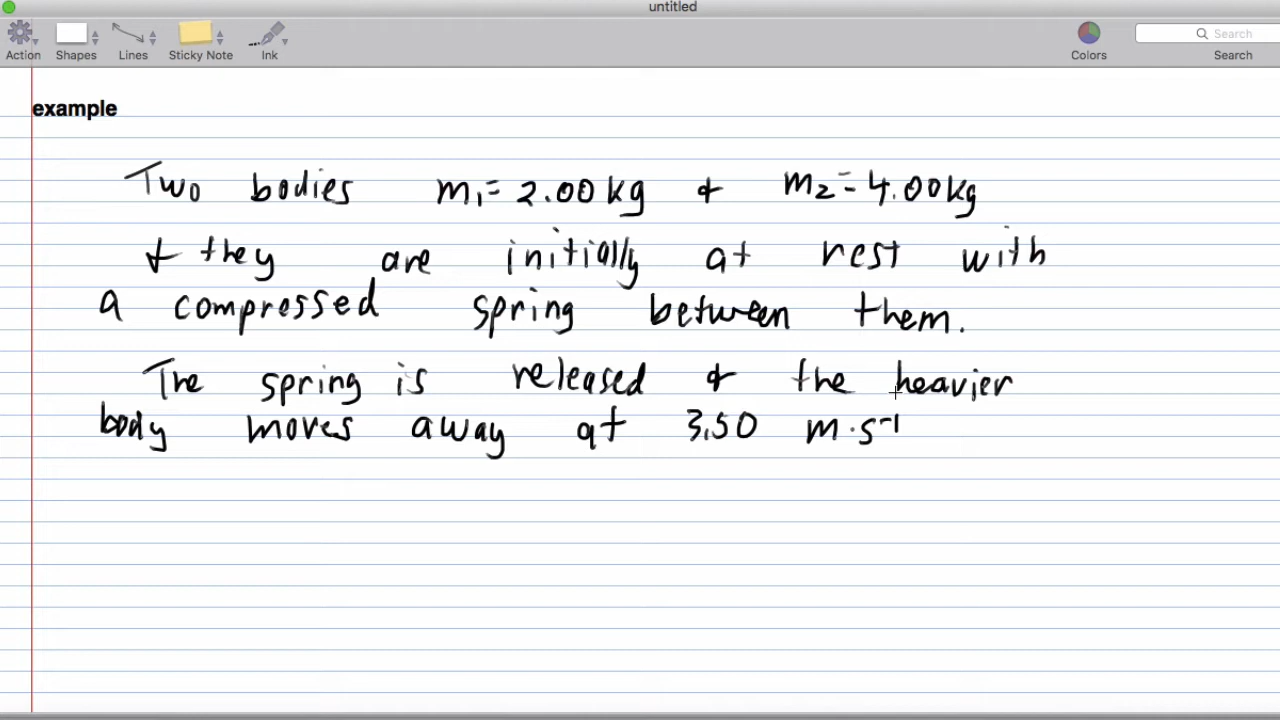 untitled
Action Shapes Lines Sticky Note Ink Colors Search Search
example
Two bodies m₁= 2.00 kg & m₂= 4.00 kg
& they are initially at rest with
a compressed spring between them.
The spring is released & the heavier
body moves away at 3.50 m·s⁻¹